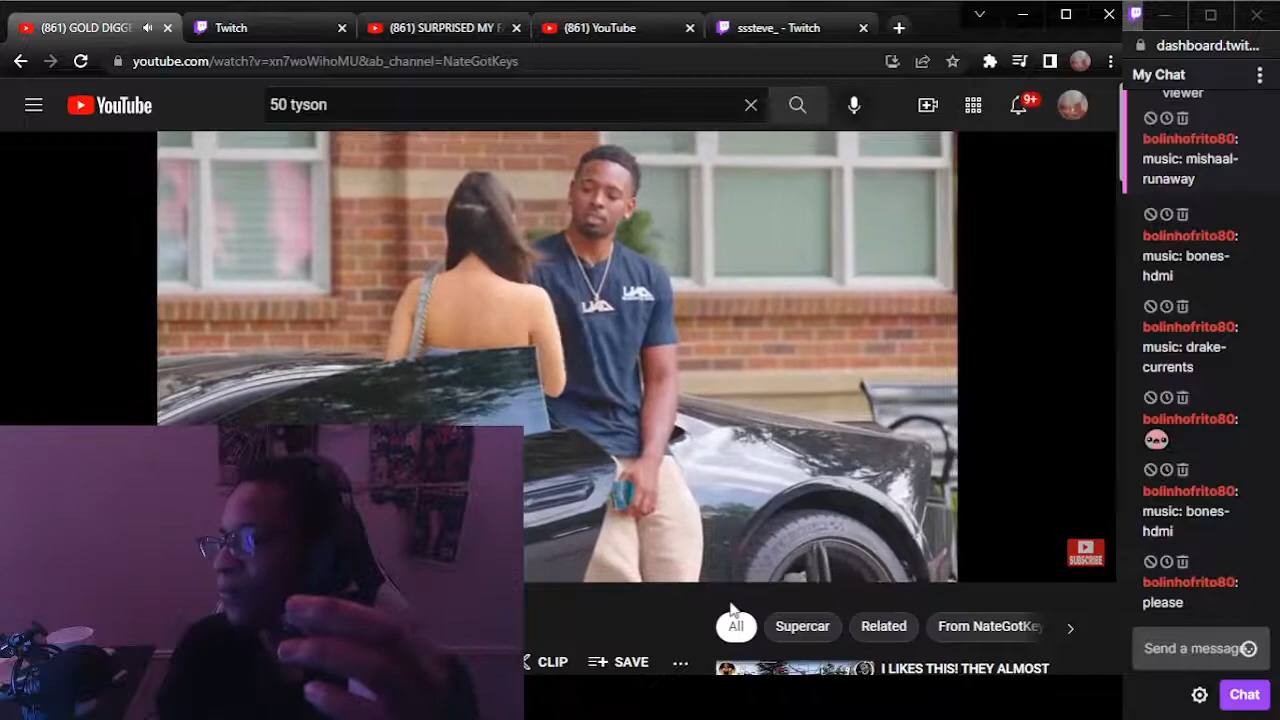 (861) GOLD DIGGE
Twitch
(861) SURPRISED MY E
(861) YouTube
sssteve_ - Twitch
youtube.com/watch?v=xn7woWihoMU&ab_channel=NateGotKeys
dashboard.twit...
YouTube
50 tyson
9+
My Chat
viewer
bolinhofrito80:
music: mishaal-
runaway
bolinhofrito80:
music: bones-
hdmi
bolinhofrito80:
music: drake-
currents
bolinhofrito80:
bolinhofrito80:
music: bones-
hdmi
bolinhofrito80:
please
SUBSCRIBE
All
Supercar
Related
From NateGotKey
CLIP
SAVE
...
I LIKES THIS! THEY ALMOST
Send a message
Chat